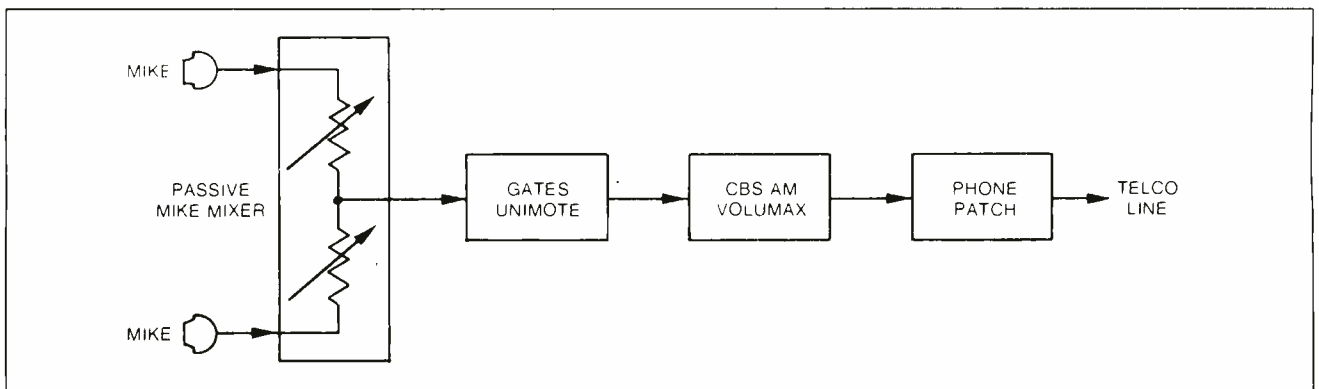 MIKE
PASSIVE
MIKE MIXER
MIKE
GATES
UNIMOTE
CBS AM
VOLUMAX
PHONE
PATCH
TELCO
LINE